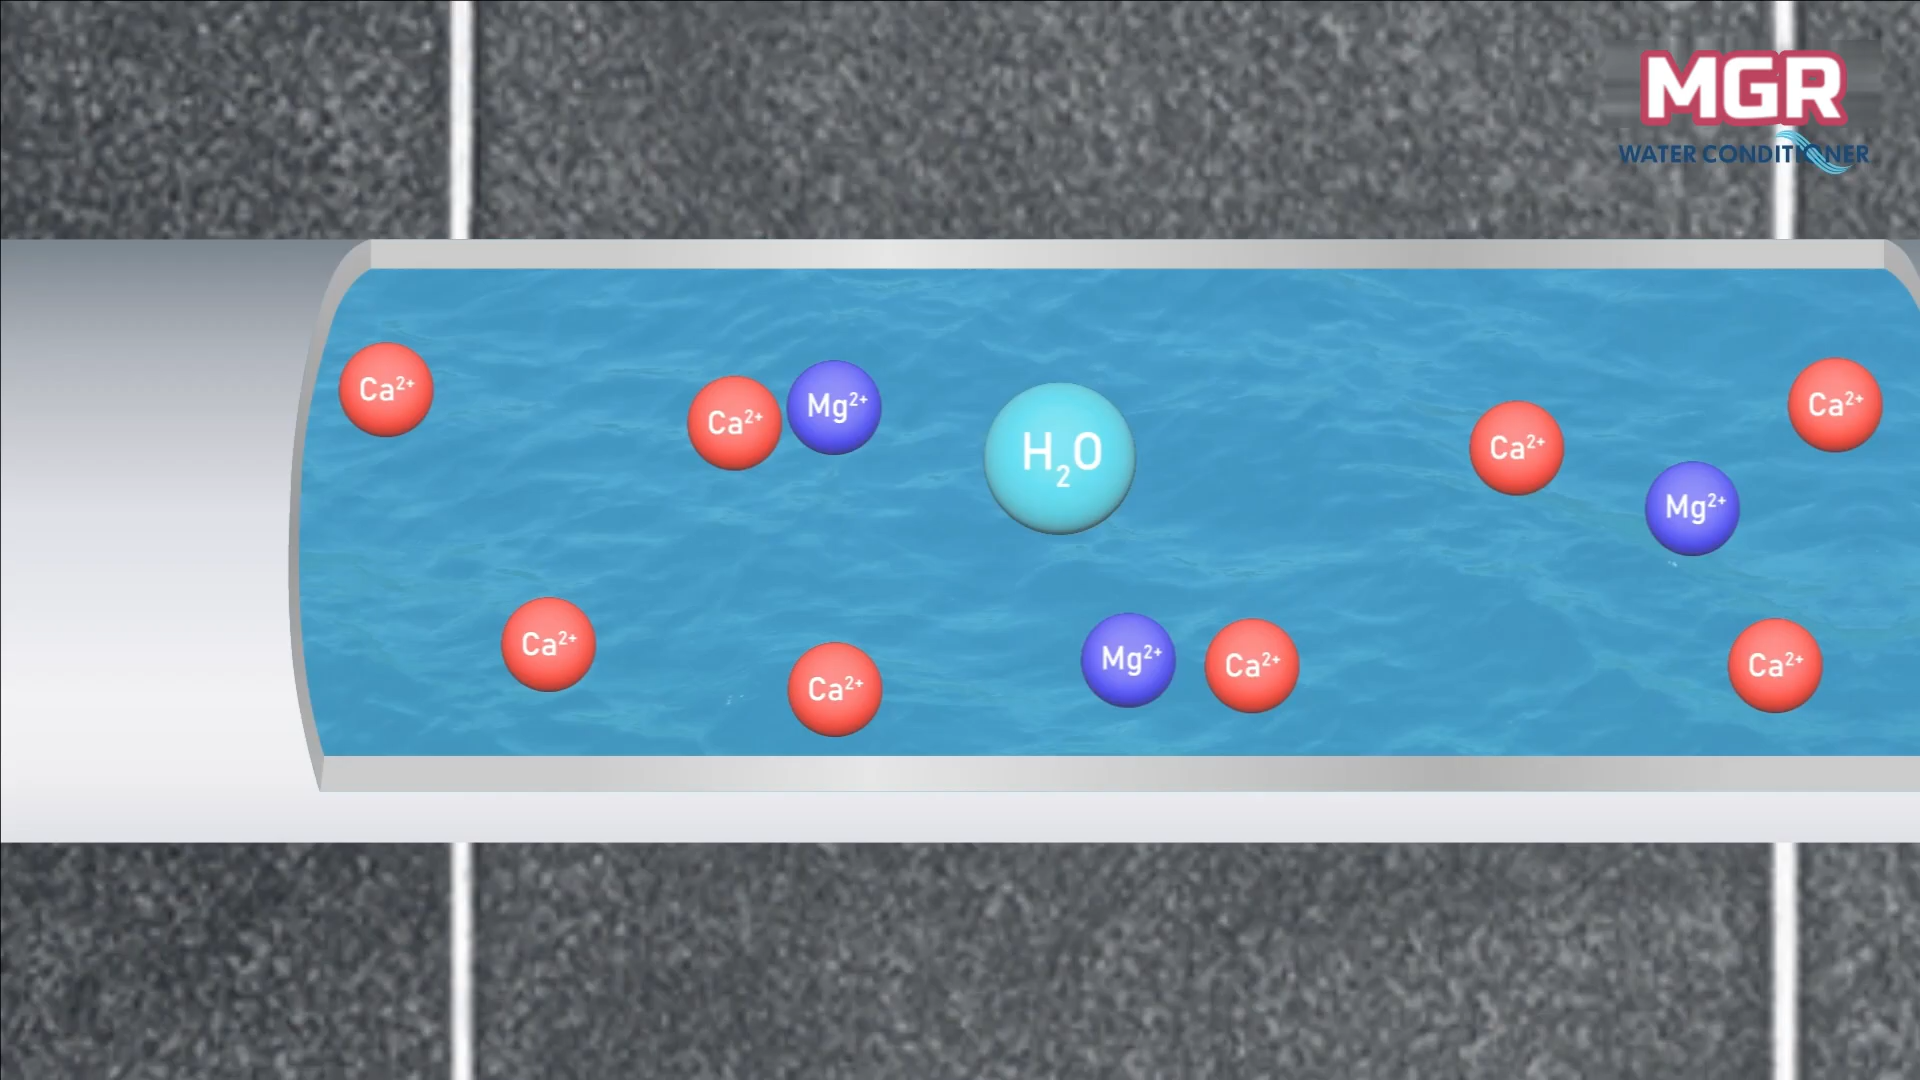 MGR
WATER CONDITIONER
Ca²⁺
Ca²⁺
Mg²⁺
H₂O
Ca²⁺
Mg²⁺
Ca²⁺
Ca²⁺
Ca²⁺
Mg²⁺
Ca²⁺
Ca²⁺